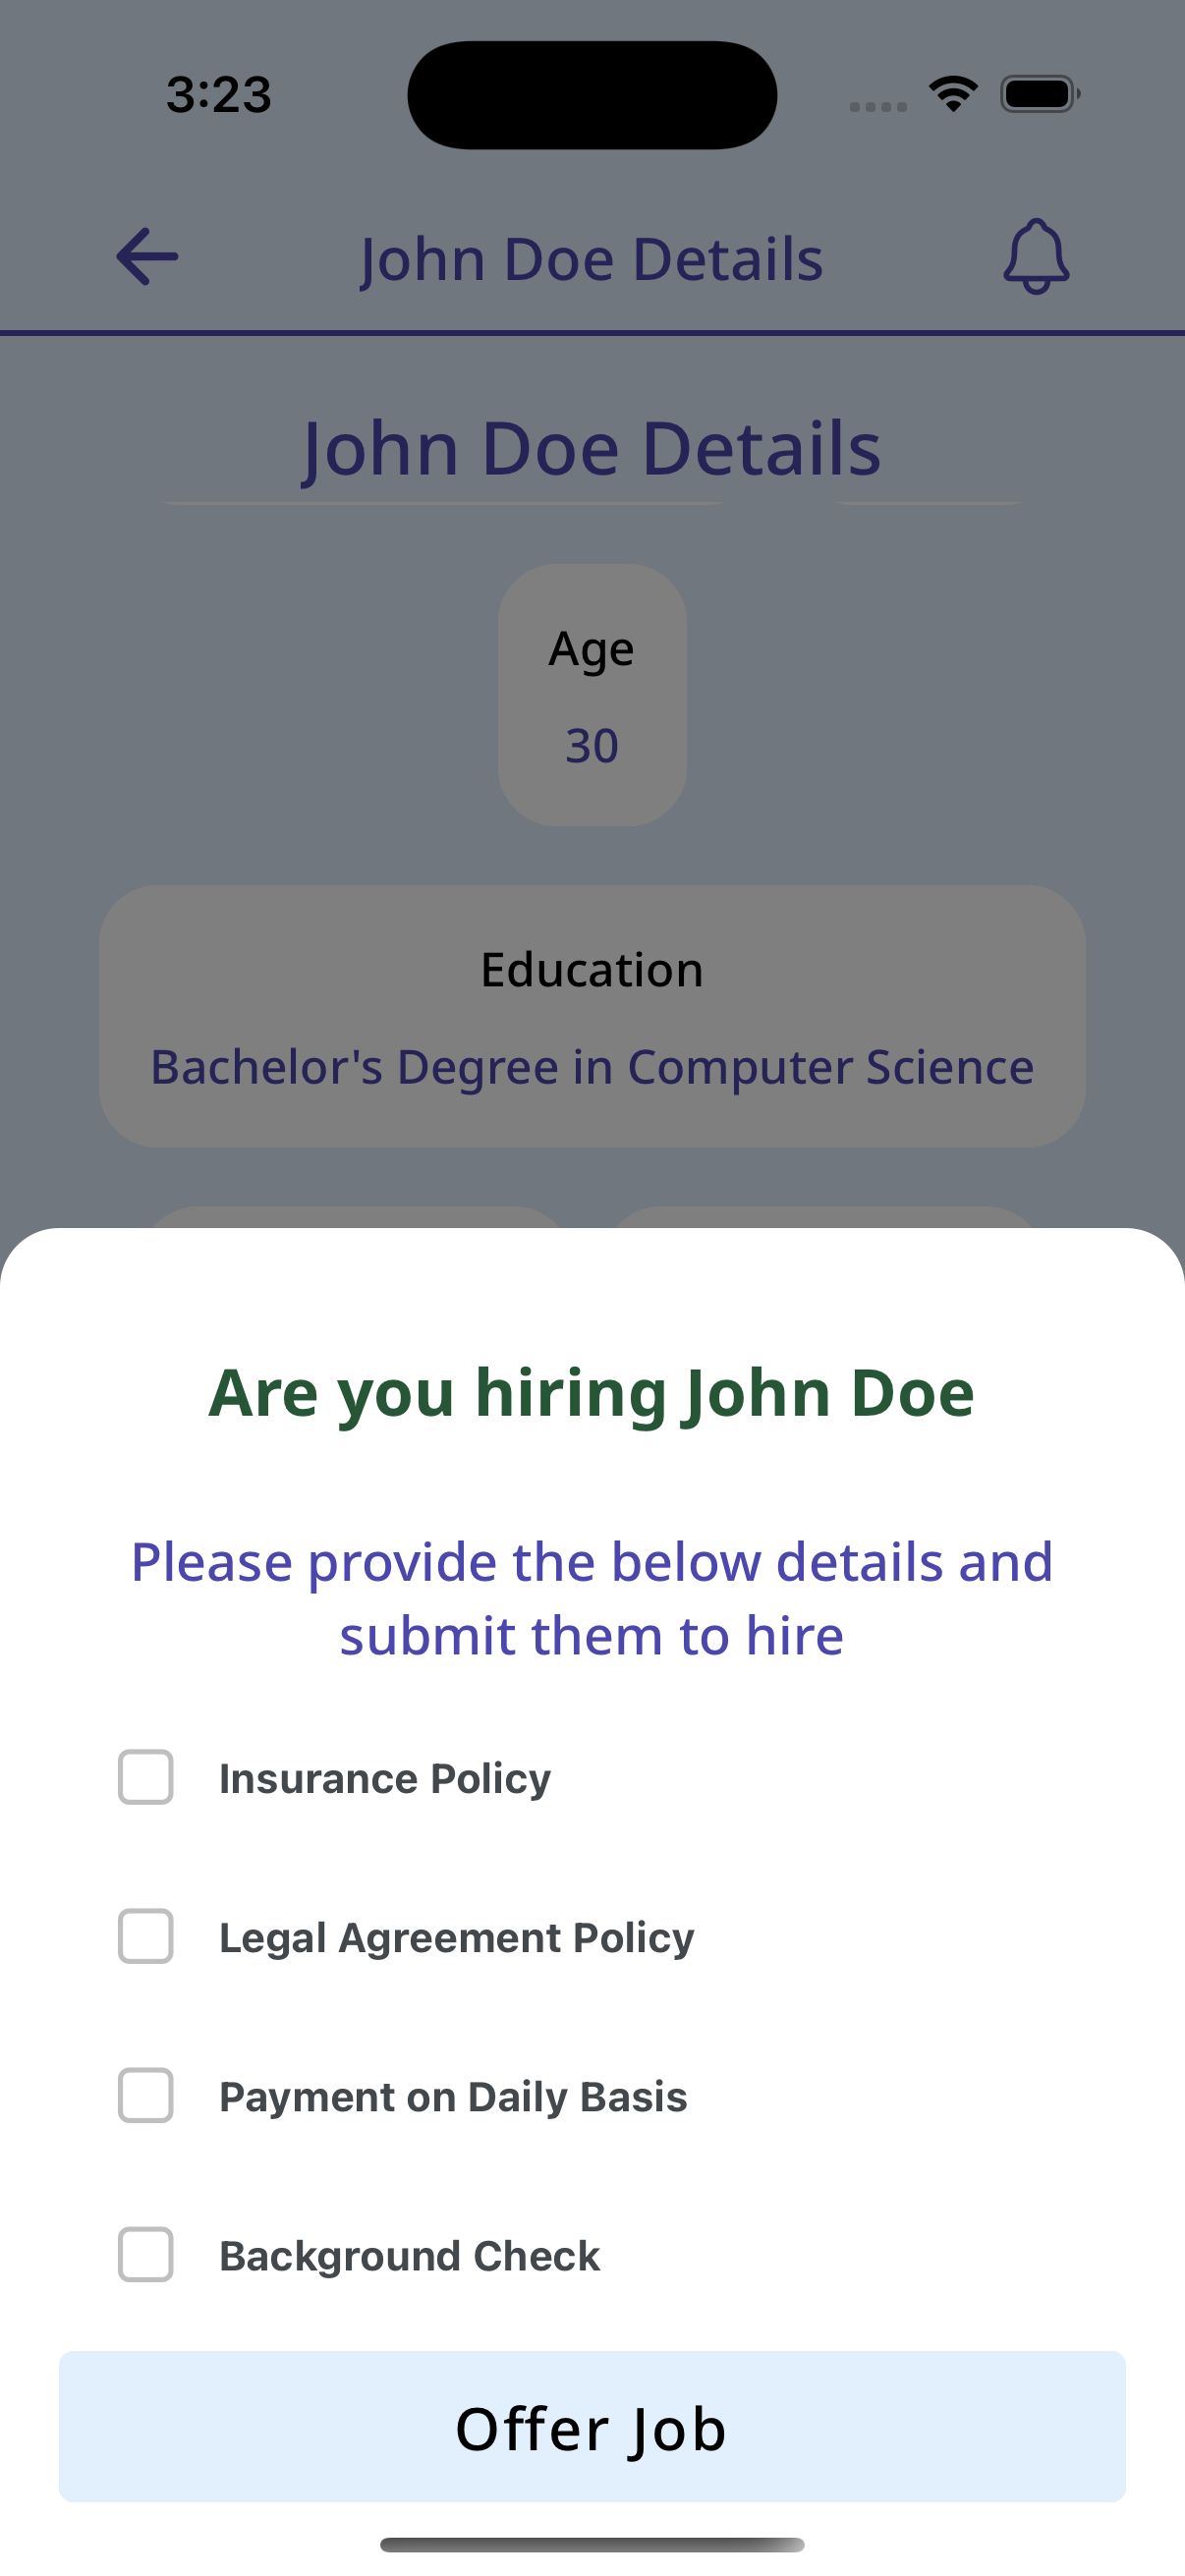 3:23
John Doe Details
John Doe Details
Age
30
Education
Bachelor's Degree in Computer Science
Are you hiring John Doe
Please provide the below details and
submit them to hire
Insurance Policy
Legal Agreement Policy
Payment on Daily Basis
Background Check
Offer Job